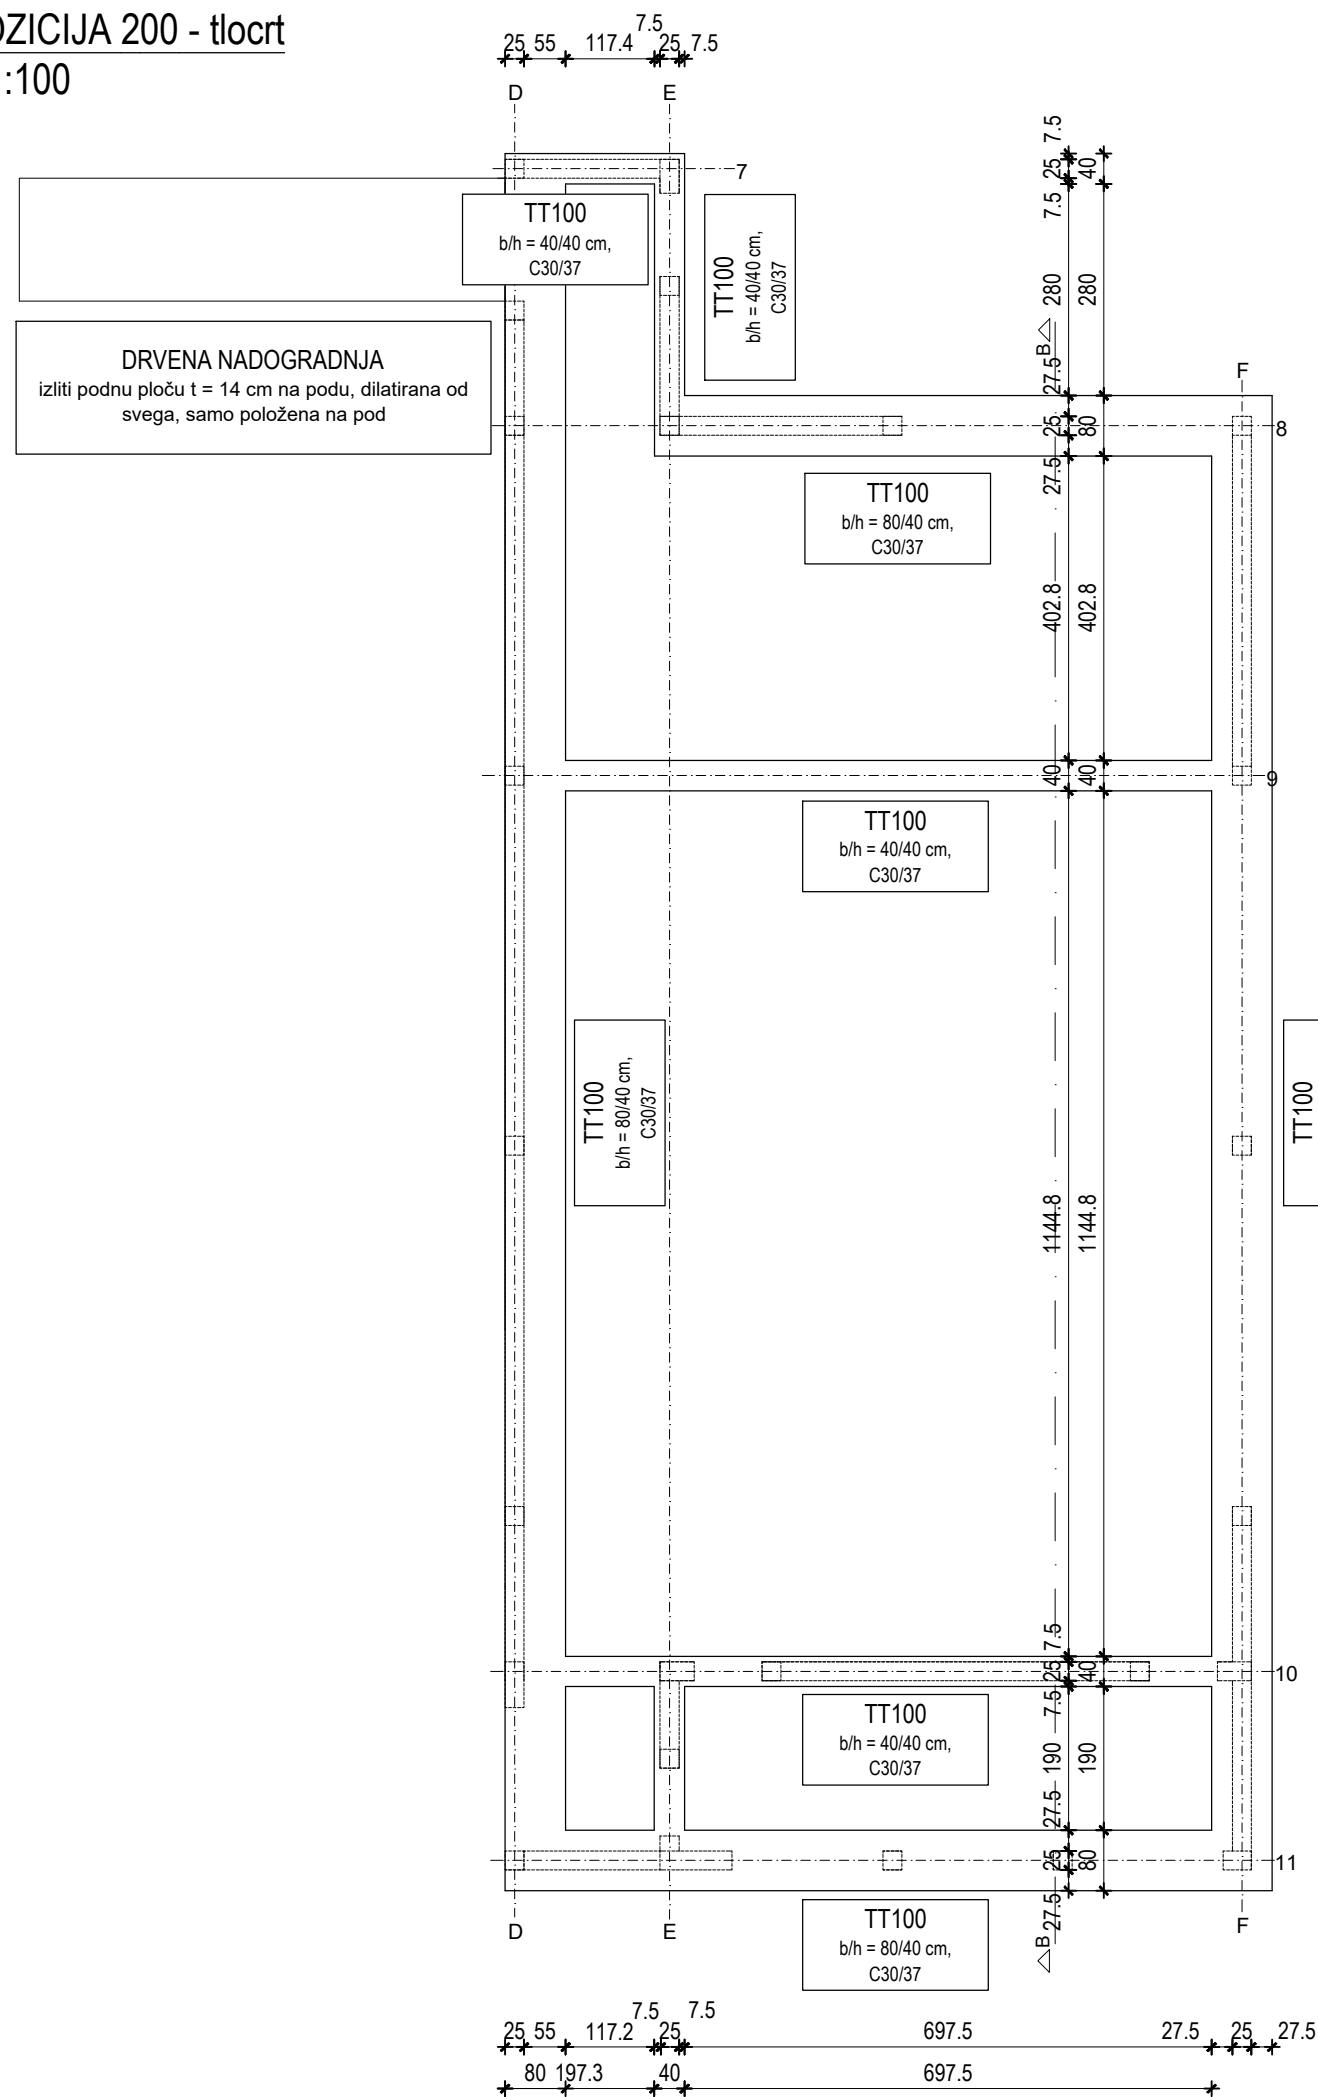 OZICIJA 200 - tlocrt
:100
7.5
25 55 117.4 25 7.5
D E
7
TT100
b/h = 40/40 cm,
C30/37
TT100
b/h = 40/40 cm,
C30/37
7.5
25 40
7.5
280 280
B
27.5
F
DRVENA NADOGRADNJA
izliti podnu ploču t = 14 cm na podu, dilatirana od
svega, samo položena na pod
25 80
8
27.5
TT100
b/h = 80/40 cm,
C30/37
402.8 402.8
40 40
9
TT100
b/h = 40/40 cm,
C30/37
TT100
b/h = 80/40 cm,
C30/37
TT100
1144.8 1144.8
7.5
25 40
10
7.5
TT100
b/h = 40/40 cm,
C30/37
190 190
27.5
25 80
11
27.5
TT100
b/h = 80/40 cm,
C30/37
B
D E F
7.5 7.5
25 55 117.2 25 697.5 27.5 25 27.5
80 197.3 40 697.5